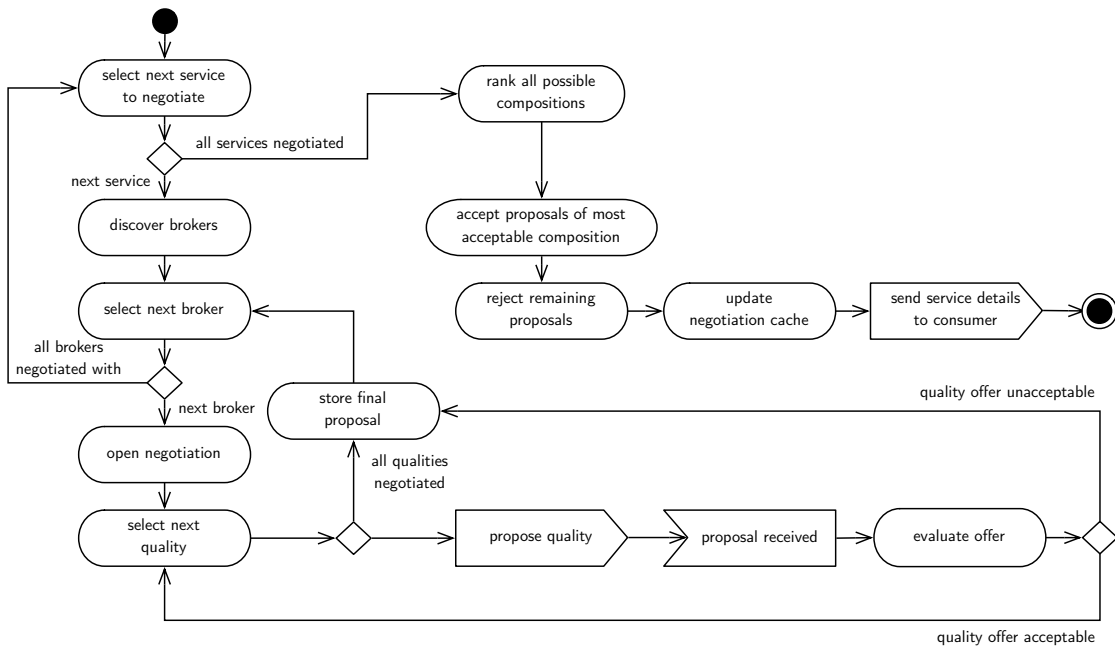 select next service
to negotiate
rank all possible
compositions
all services negotiated
next service
discover brokers
accept proposals of most
acceptable composition
select next broker
reject remaining
proposals
update
negotiation cache
send service details
to consumer
all brokers
negotiated with
next broker
store final
proposal
quality offer unacceptable
open negotiation
all qualities
negotiated
select next
quality
propose quality
proposal received
evaluate offer
quality offer acceptable